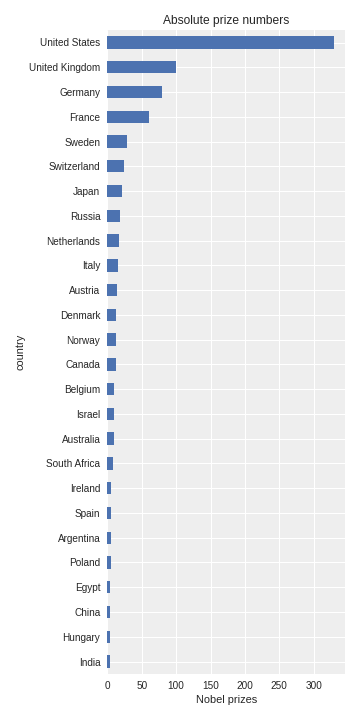 Absolute prize numbers
United States
United Kingdom
Germany
France
Sweden
Switzerland
Japan
Russia
Netherlands
Italy
Austria
Denmark
Norway
Canada
Belgium
Israel
Australia
South Africa
Ireland
Spain
Argentina
Poland
Egypt
China
Hungary
India
country
0 50 100 150 200 250 300
Nobel prizes